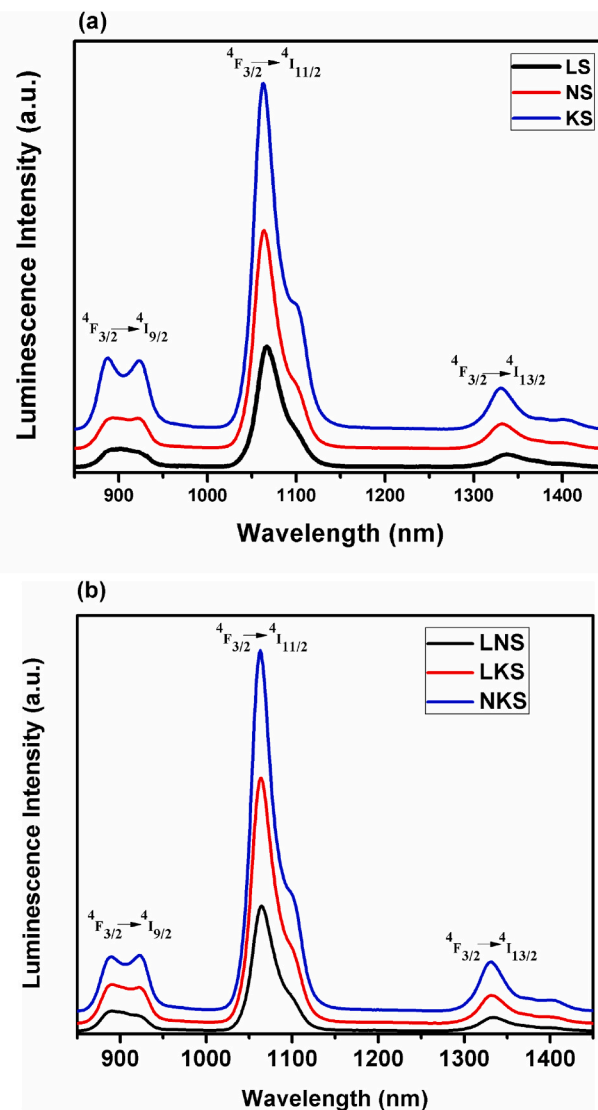 (a)
⁴F₃/₂ → ⁴I₁₁/₂
LS
NS
KS
⁴F₃/₂ → ⁴I₉/₂
⁴F₃/₂ → ⁴I₁₃/₂
Luminescence Intensity (a.u.)
900 1000 1100 1200 1300 1400
Wavelength (nm)
(b)
⁴F₃/₂ → ⁴I₁₁/₂
LNS
LKS
NKS
⁴F₃/₂ → ⁴I₉/₂
⁴F₃/₂ → ⁴I₁₃/₂
Luminescence Intensity (a.u.)
900 1000 1100 1200 1300 1400
Wavelength (nm)